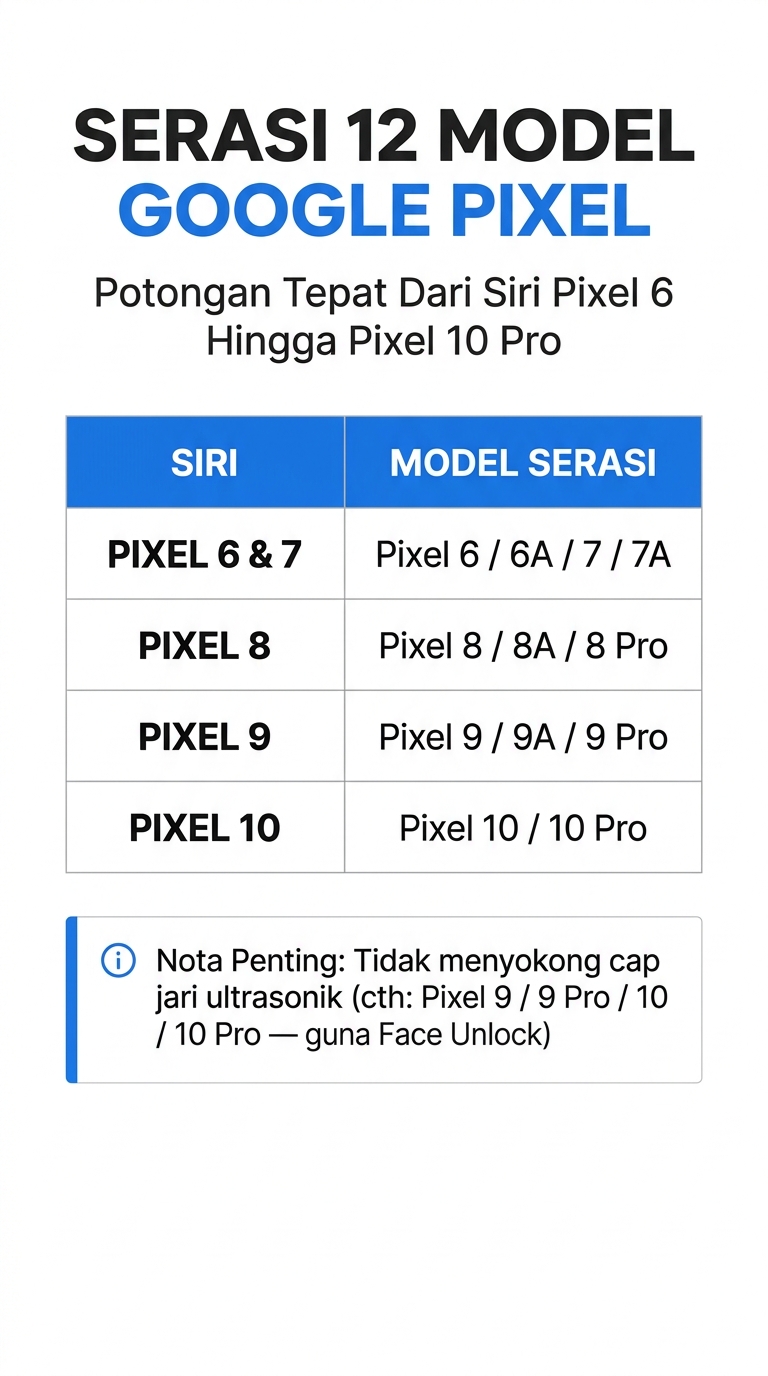 SERASI 12 MODEL
GOOGLE PIXEL
Potongan Tepat Dari Siri Pixel 6
Hingga Pixel 10 Pro
SIRI MODEL SERASI
PIXEL 6 & 7 Pixel 6 / 6A / 7 / 7A
PIXEL 8 Pixel 8 / 8A / 8 Pro
PIXEL 9 Pixel 9 / 9A / 9 Pro
PIXEL 10 Pixel 10 / 10 Pro
Nota Penting: Tidak menyokong cap
jari ultrasonik (cth: Pixel 9 / 9 Pro / 10
/ 10 Pro — guna Face Unlock)